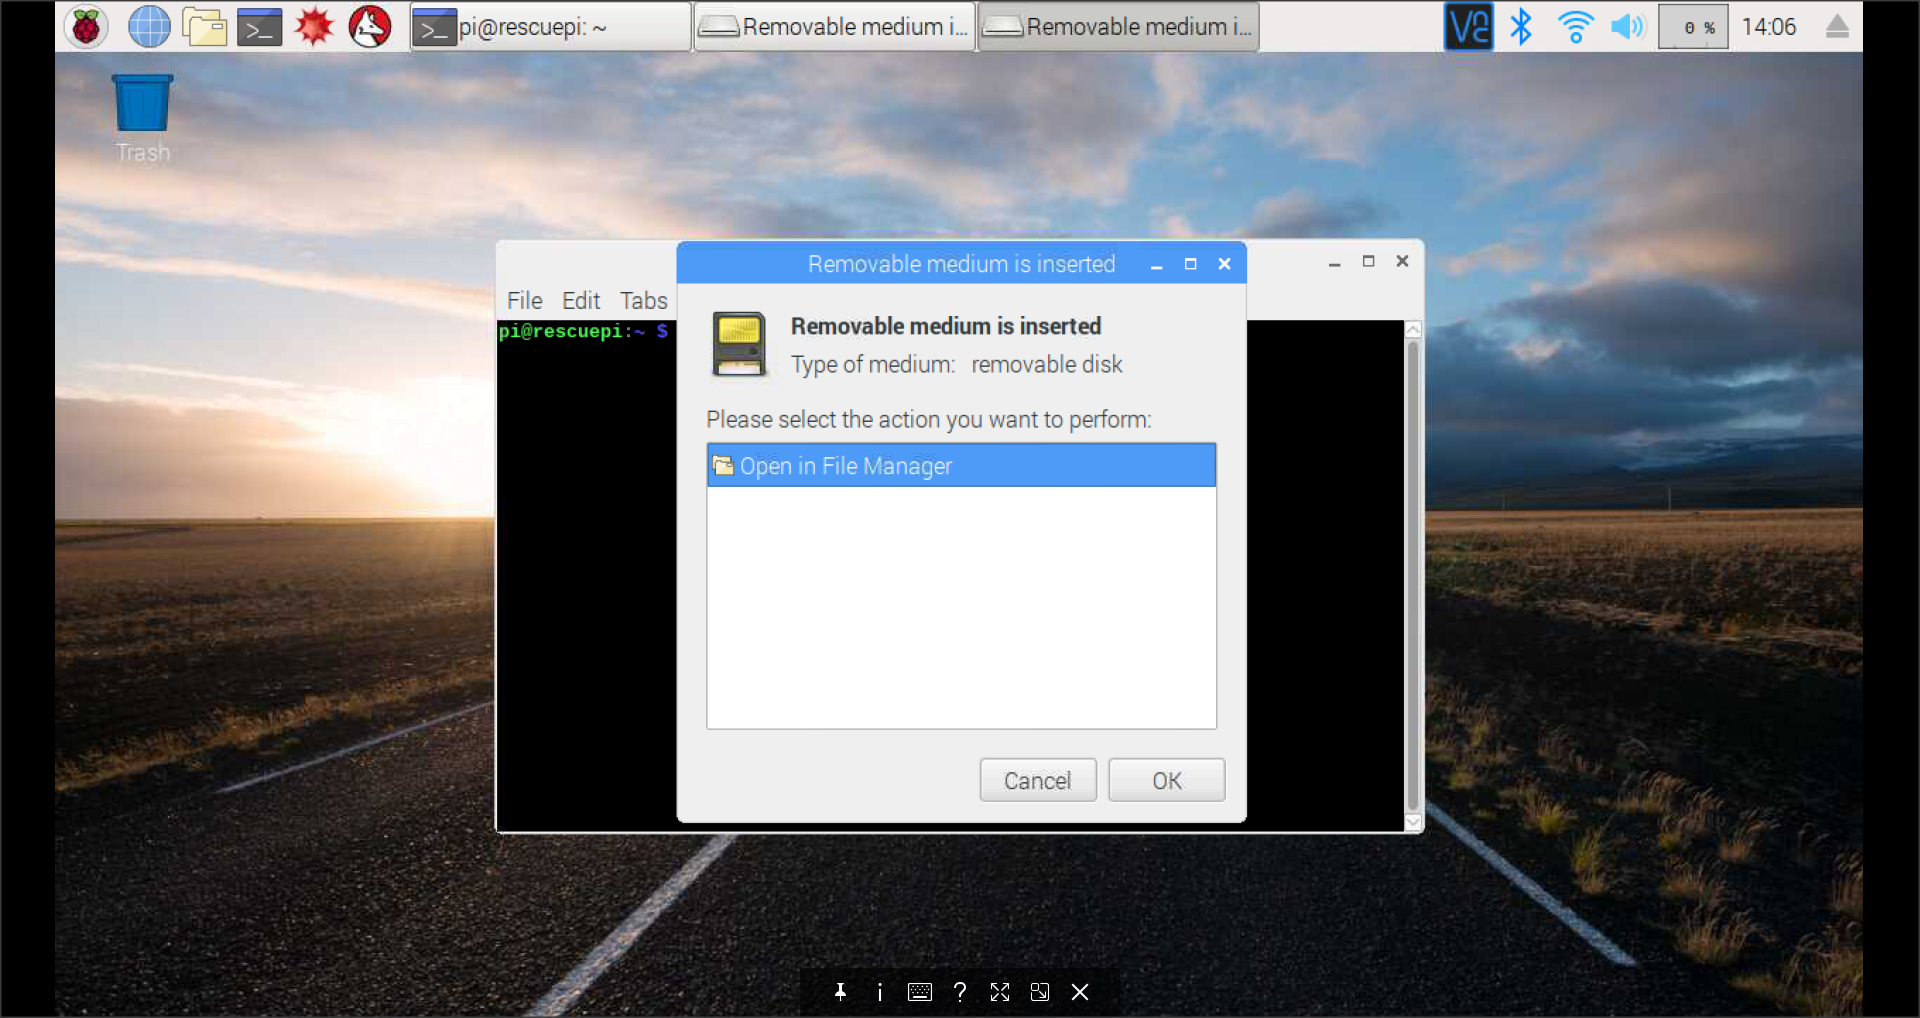 pi@rescuepi: ~
Removable medium i...
Removable medium i...
0 %
14:06
Trash
Removable medium is inserted
File Edit Tabs
pi@rescuepi:~ $
Removable medium is inserted
Type of medium: removable disk
Please select the action you want to perform:
Open in File Manager
Cancel
OK